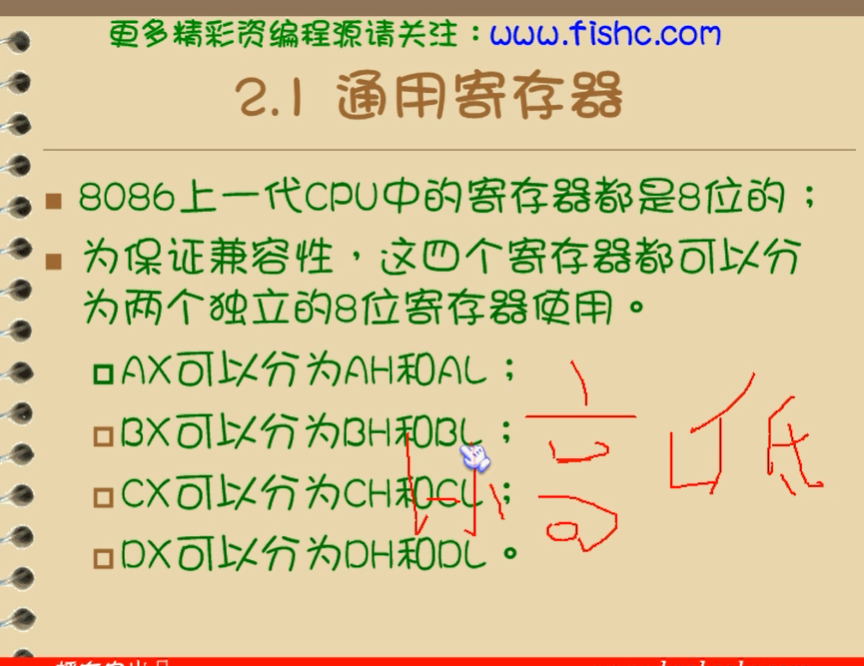 更多精彩资编程源请关注：www.fishc.com
2.1 通用寄存器
8086上一代CPU中的寄存器都是8位的；
为保证兼容性，这四个寄存器都可以分
为两个独立的8位寄存器使用。
AX可以分为AH和AL；
BX可以分为BH和BL；
CX可以分为CH和CL；
DX可以分为DH和DL。
高 低